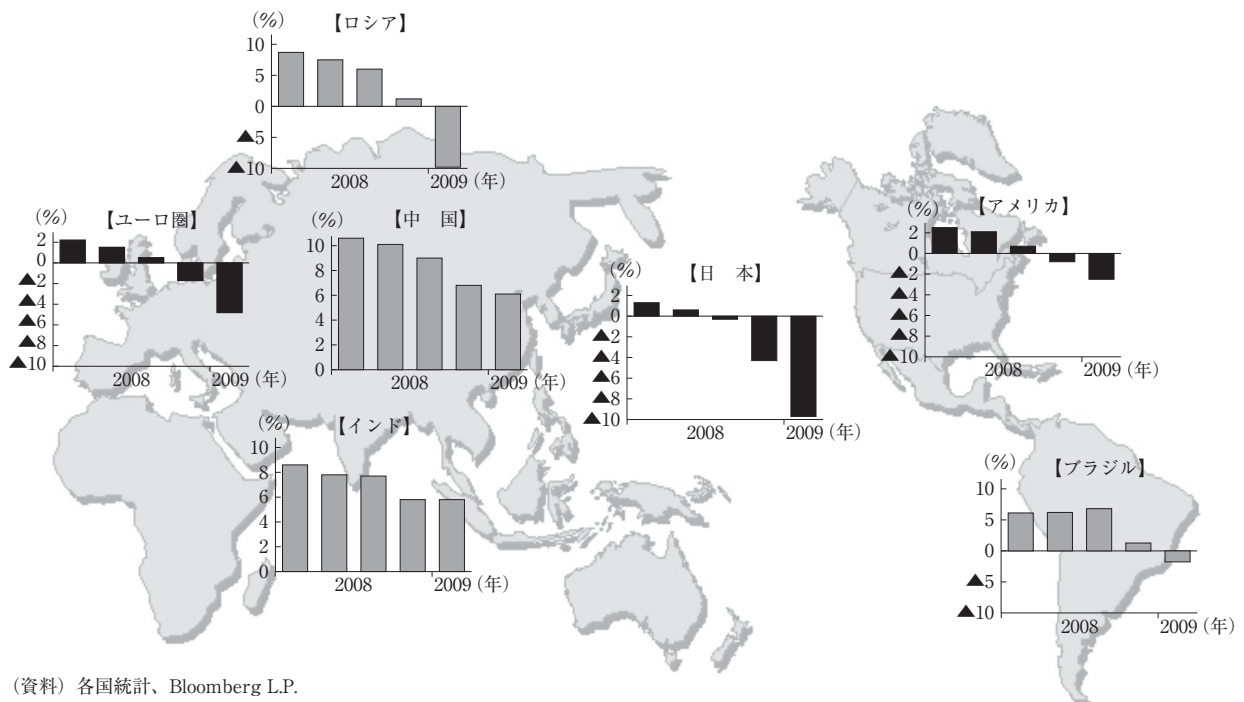 (%) 【ロシア】
10
5
0
▲5
▲10
2008 2009 (年)
(%) 【ユーロ圏】
2
0
▲2
▲4
▲6
▲8
▲10
2008 2009 (年)
(%) 【中　国】
10
8
6
4
2
0
2008 2009 (年)
(%) 【日　本】
2
0
▲2
▲4
▲6
▲8
▲10
2008 2009 (年)
(%) 【アメリカ】
2
0
▲2
▲4
▲6
▲8
▲10
2008 2009 (年)
(%) 【インド】
10
8
6
4
2
0
2008 2009 (年)
(%) 【ブラジル】
10
5
0
▲5
▲10
2008 2009 (年)
(資料) 各国統計、Bloomberg L.P.